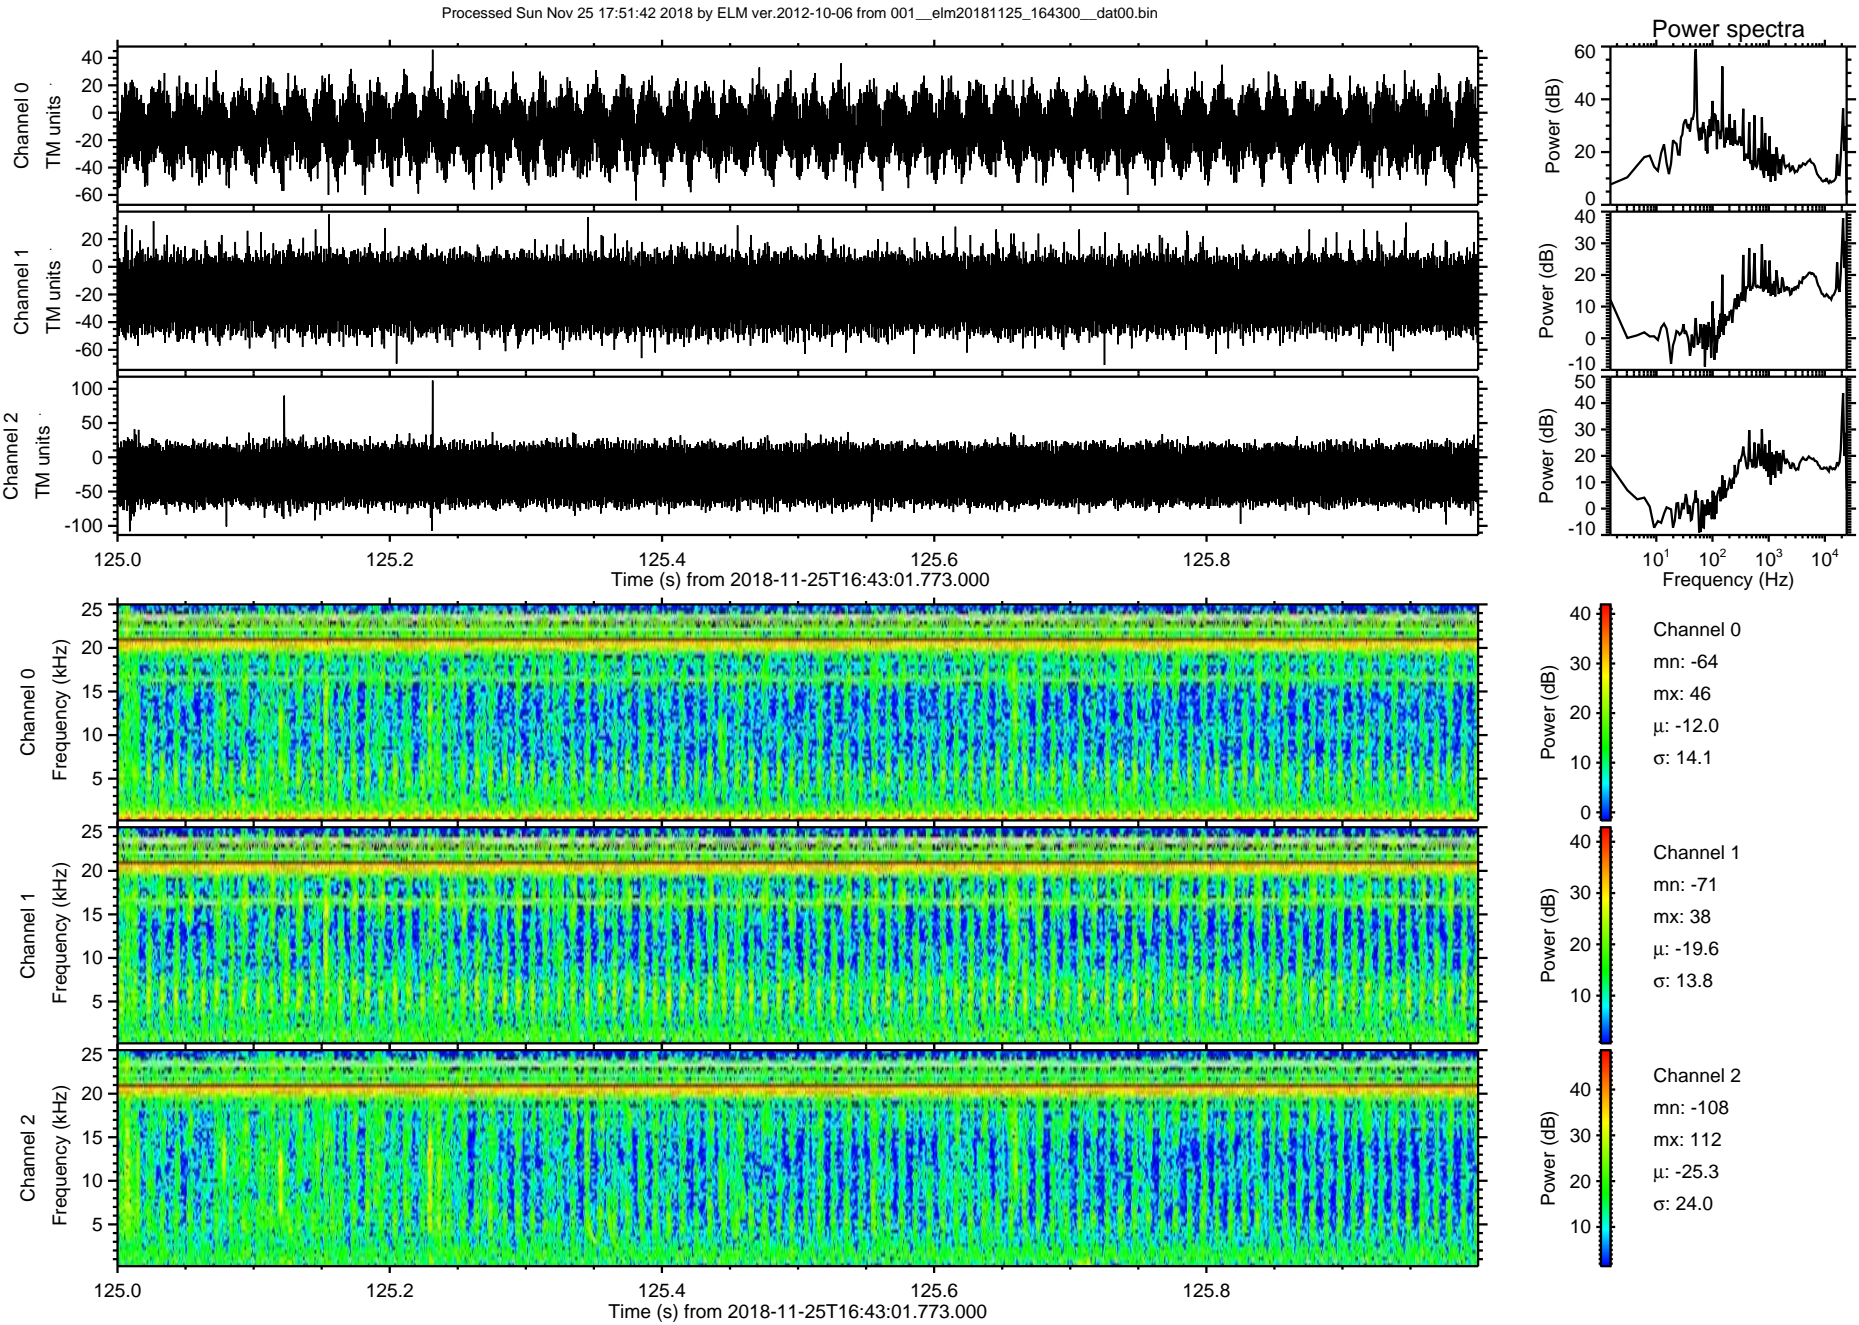 Processed Sun Nov 25 17:51:42 2018 by ELM ver.2012-10-06 from 001__elm20181125_164300__dat00.bin
Power spectra
Channel 0
TM units
40
20
0
-20
-40
-60
Power (dB)
60
40
20
0
Channel 1
TM units
20
0
-20
-40
-60
Power (dB)
40
30
20
10
0
-10
Channel 2
TM units
100
50
0
-50
-100
Power (dB)
50
40
30
20
10
0
-10
125.0 125.2 125.4 125.6 125.8
Time (s) from 2018-11-25T16:43:01.773.000
10^1 10^2 10^3 10^4
Frequency (Hz)
Channel 0
Frequency (kHz)
25
20
15
10
5
Power (dB)
40
30
20
10
0
Channel 0
mn: -64
mx: 46
μ: -12.0
σ: 14.1
Channel 1
Frequency (kHz)
25
20
15
10
5
Power (dB)
40
30
20
10
Channel 1
mn: -71
mx: 38
μ: -19.6
σ: 13.8
Channel 2
Frequency (kHz)
25
20
15
10
5
Power (dB)
40
30
20
10
Channel 2
mn: -108
mx: 112
μ: -25.3
σ: 24.0
125.0 125.2 125.4 125.6 125.8
Time (s) from 2018-11-25T16:43:01.773.000